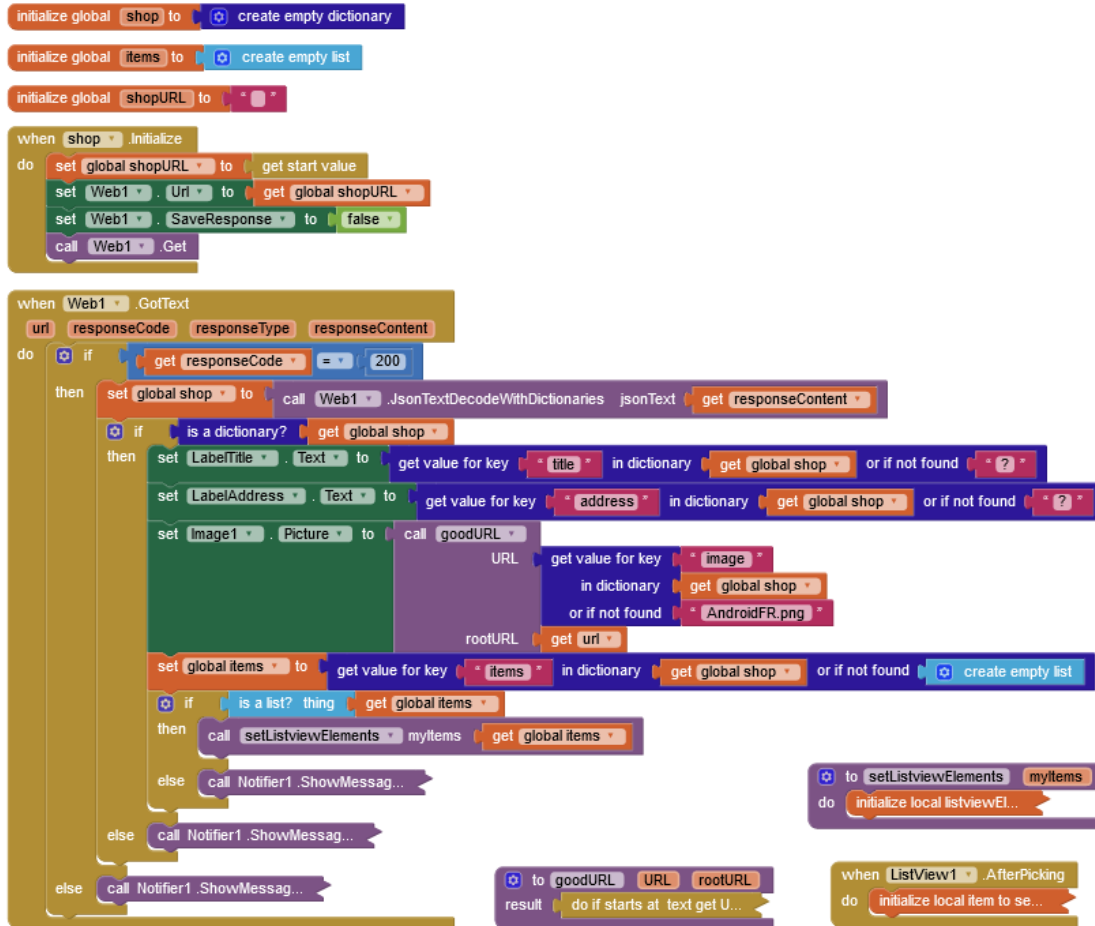 initialize global shop to create empty dictionary
initialize global items to create empty list
initialize global shopURL to " "
when shop .Initialize
do set global shopURL to get start value
set Web1 . Url to get global shopURL
set Web1 . SaveResponse to false
call Web1 .Get
when Web1 .GotText
url responseCode responseType responseContent
do if get responseCode = 200
then set global shop to call Web1 .JsonTextDecodeWithDictionaries jsonText get responseContent
if is a dictionary? get global shop
then set LabelTitle . Text to get value for key " title " in dictionary get global shop or if not found " ? "
set LabelAddress . Text to get value for key " address " in dictionary get global shop or if not found " ? "
set Image1 . Picture to call goodURL
URL get value for key " image "
in dictionary get global shop
or if not found " AndroidFR.png "
rootURL get url
set global items to get value for key " items " in dictionary get global shop or if not found create empty list
if is a list? thing get global items
then call setListviewElements myItems get global items
else call Notifier1 .ShowMessag...
else call Notifier1 .ShowMessag...
else call Notifier1 .ShowMessag...
to setListviewElements myItems
do initialize local listviewEl...
to goodURL URL rootURL
result do if starts at text get U...
when ListView1 .AfterPicking
do initialize local item to se...